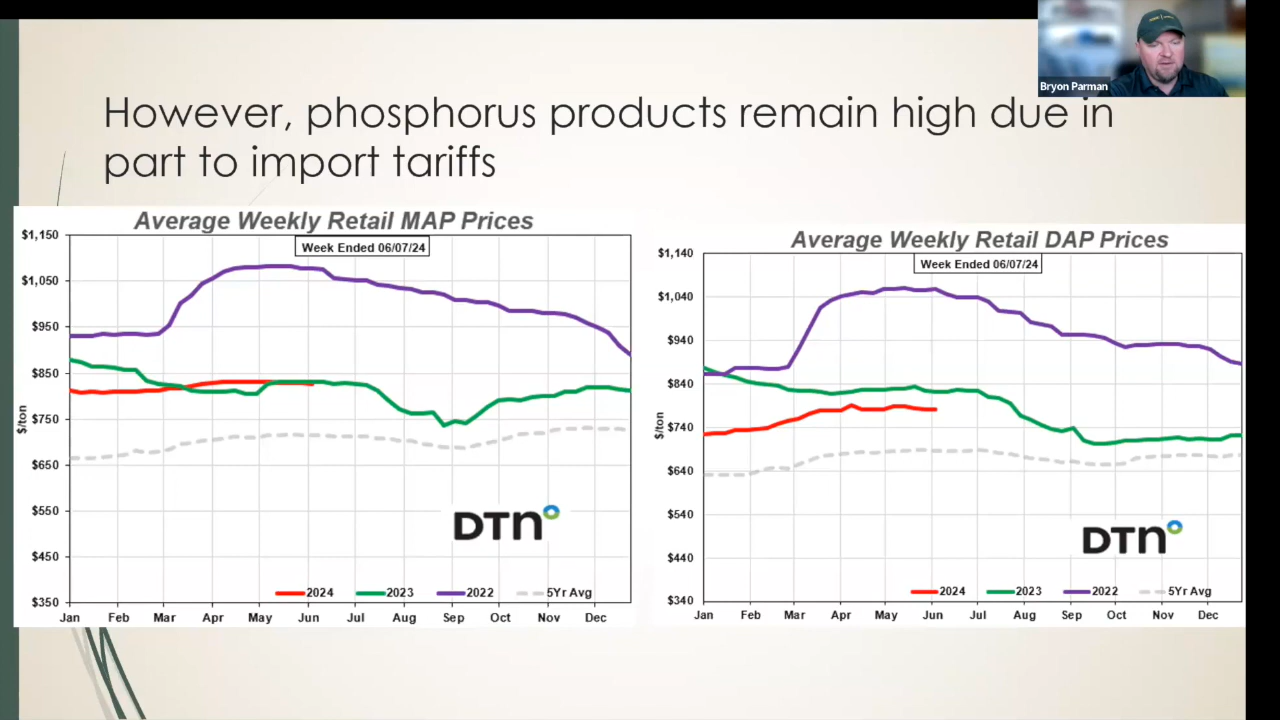 Bryon Parman
However, phosphorus products remain high due in
part to import tariffs
Average Weekly Retail MAP Prices
Week Ended 06/07/24
$1,150
$1,050
$950
$850
$750
$650
$550
$450
$350
$/ton
DTN
2024 2023 2022 5Yr Avg
Jan Feb Mar Apr May Jun Jul Aug Sep Oct Nov Dec
Average Weekly Retail DAP Prices
Week Ended 06/07/24
$1,140
$1,040
$940
$840
$740
$640
$540
$440
$340
$/ton
DTN
2024 2023 2022 5Yr Avg
Jan Feb Mar Apr May Jun Jul Aug Sep Oct Nov Dec